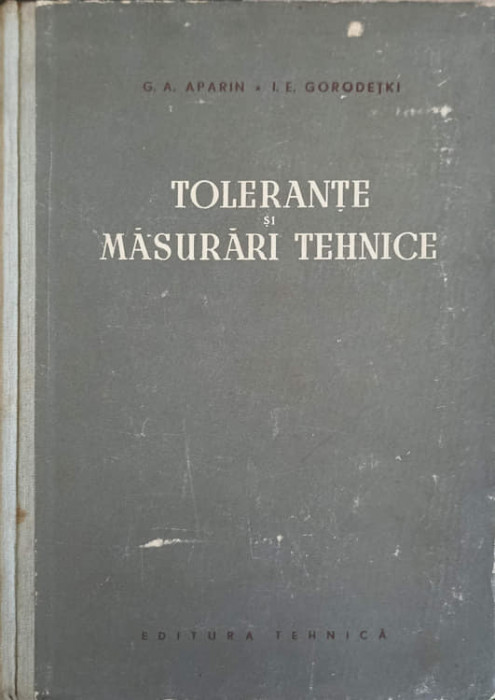 G. A. APARIN • I. E. GORODEȚKI
TOLERANȚE
ȘI
MĂSURĂRI TEHNICE
EDITURA TEHNICĂ